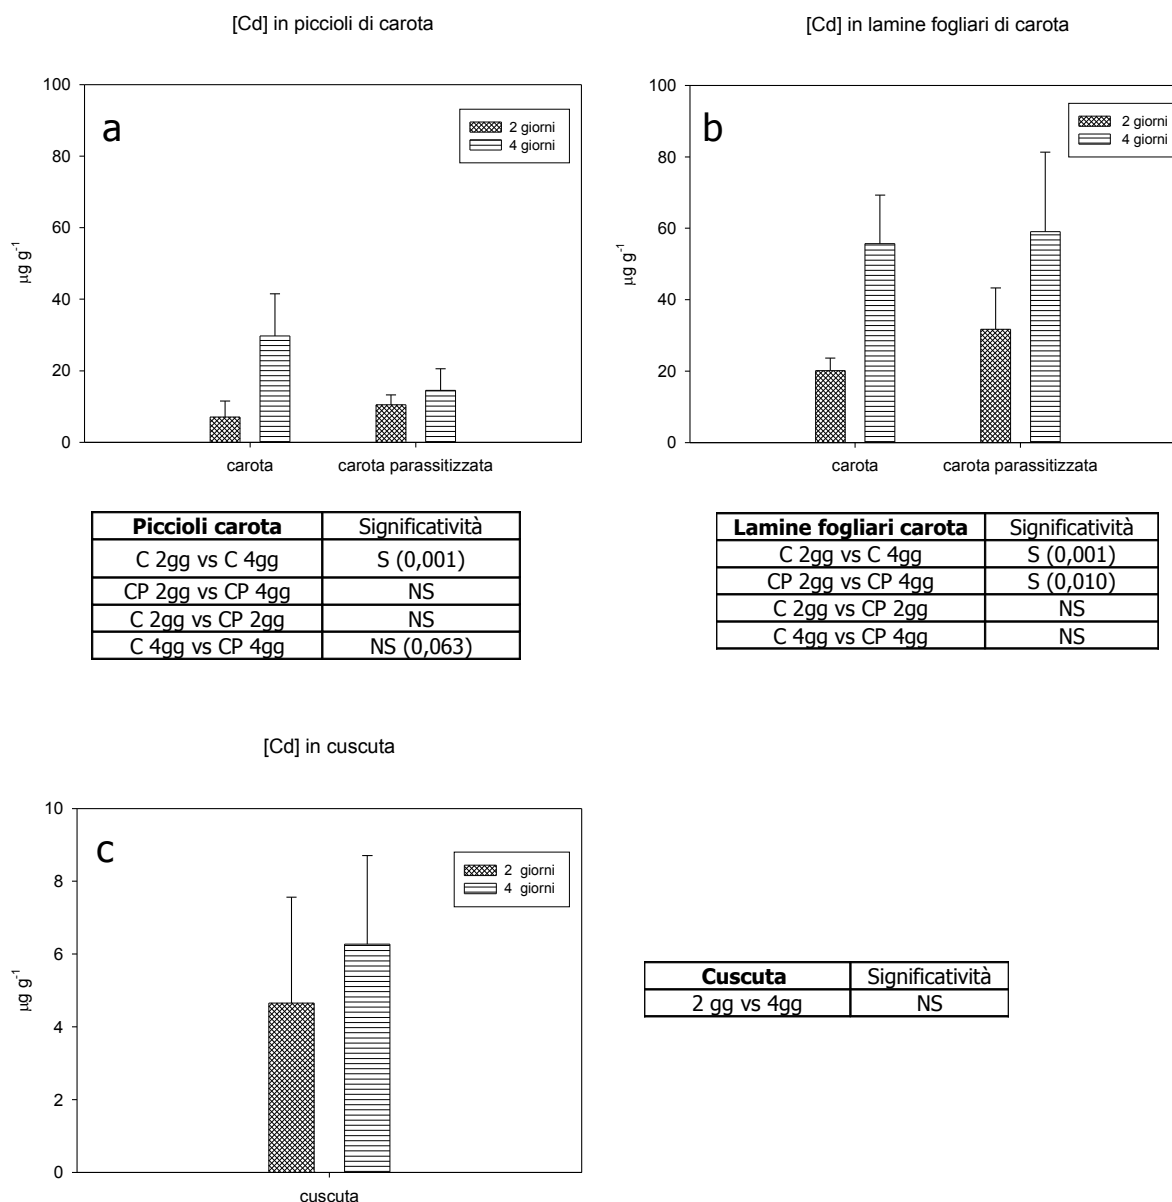 [Cd] in piccioli di carota
a
2 giorni
4 giorni
100
80
60
40
20
0
µg g-1
carota
carota parassitizzata
[Cd] in lamine fogliari di carota
b
2 giorni
4 giorni
100
80
60
40
20
0
µg g-1
carota
carota parassitizzata
Piccioli carota Significatività
C 2gg vs C 4gg S (0,001)
CP 2gg vs CP 4gg NS
C 2gg vs CP 2gg NS
C 4gg vs CP 4gg NS (0,063)
Lamine fogliari carota Significatività
C 2gg vs C 4gg S (0,001)
CP 2gg vs CP 4gg S (0,010)
C 2gg vs CP 2gg NS
C 4gg vs CP 4gg NS
[Cd] in cuscuta
c
2 giorni
4 giorni
10
8
6
4
2
0
µg g-1
cuscuta
Cuscuta Significatività
2 gg vs 4gg NS